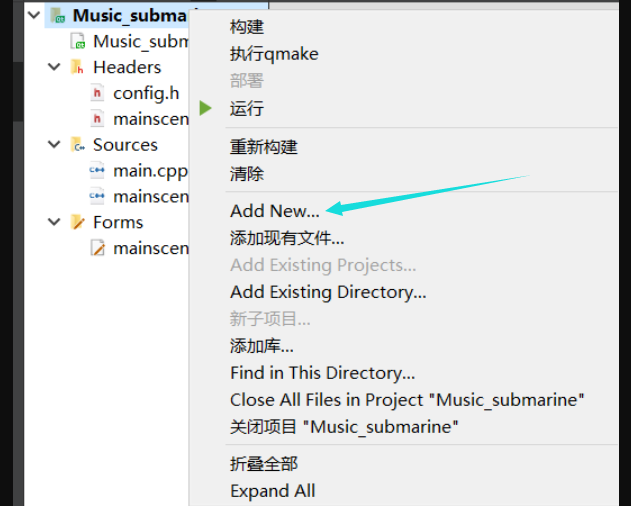 Music_subma
Music_subm
Headers
config.h
mainscen
Sources
main.cpp
mainscen
Forms
mainscen
构建
执行qmake
部署
运行
重新构建
清除
Add New...
添加现有文件...
Add Existing Projects...
Add Existing Directory...
新子项目...
添加库...
Find in This Directory...
Close All Files in Project "Music_submarine"
关闭项目 "Music_submarine"
折叠全部
Expand All